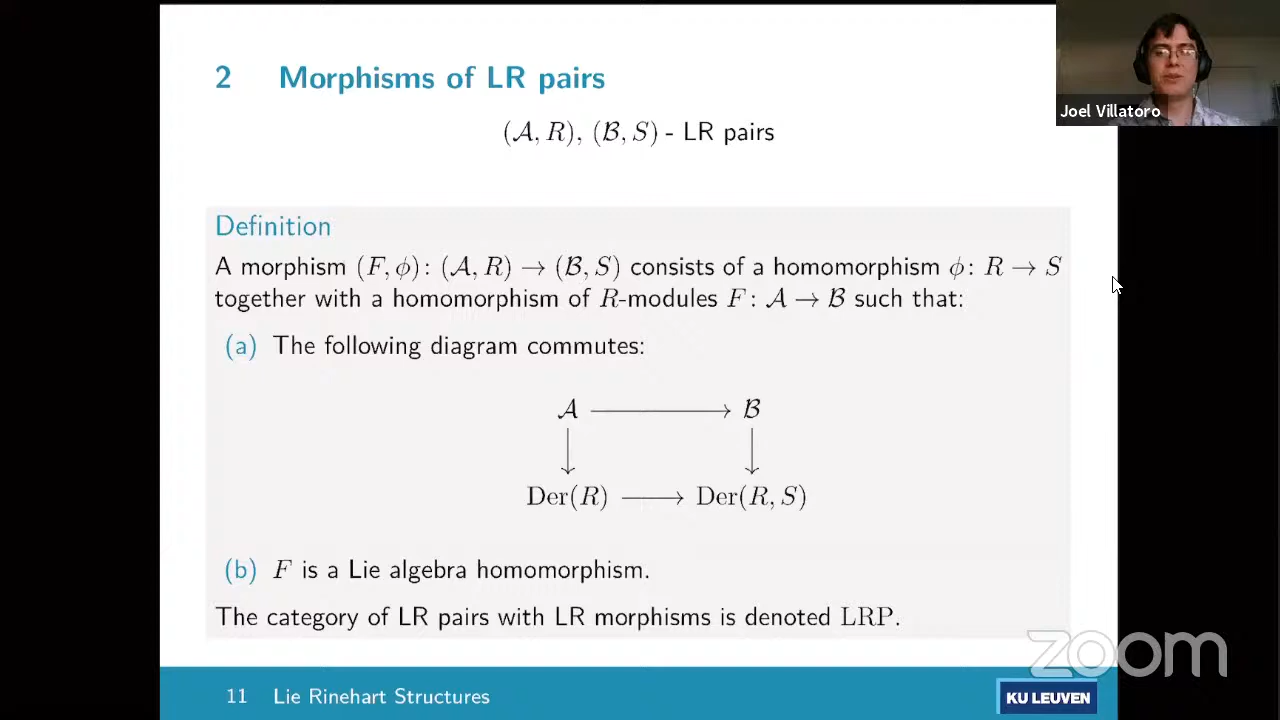 2 Morphisms of LR pairs
(𝒜, R), (ℬ, S) - LR pairs
Joel Villatoro
Definition
A morphism (F, ϕ): (𝒜, R) → (ℬ, S) consists of a homomorphism ϕ: R → S
together with a homomorphism of R-modules F: 𝒜 → ℬ such that:
(a) The following diagram commutes:
𝒜 ⟶ ℬ
↓ ↓
Der(R) ⟶ Der(R, S)
(b) F is a Lie algebra homomorphism.
The category of LR pairs with LR morphisms is denoted LRP.
zoom
11 Lie Rinehart Structures
KU LEUVEN